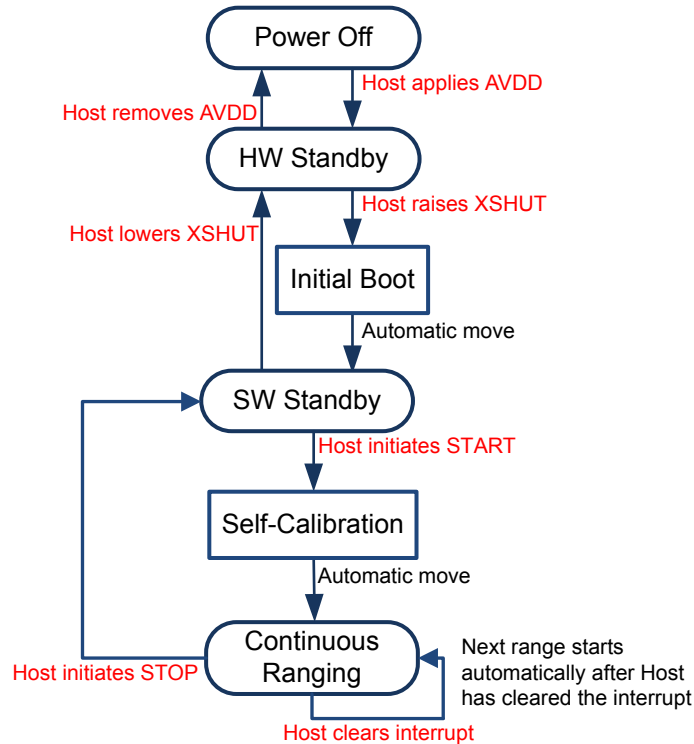 Power Off
Host applies AVDD
Host removes AVDD
HW Standby
Host raises XSHUT
Host lowers XSHUT
Initial Boot
Automatic move
SW Standby
Host initiates START
Self-Calibration
Automatic move
Continuous
Ranging
Next range starts
automatically after Host
has cleared the interrupt
Host initiates STOP
Host clears interrupt